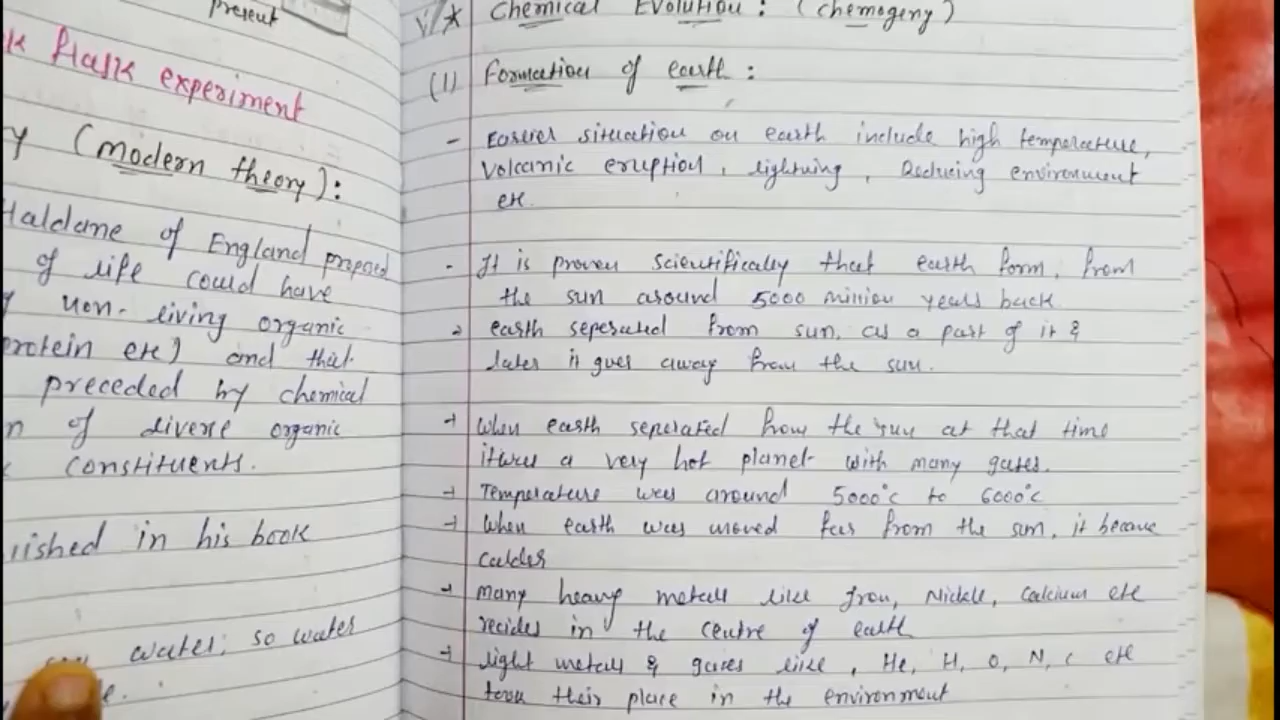 present
flask experiment
(modern theory):
Haldane of England proposed
of life could have
non-living organic
protein etc) and that
preceded by chemical
of diverse organic
constituents.
in his book
water; so water
V/* Chemical Evolution: (chemogeny)
(1) Formation of earth:
- Earlier situation on earth include high temperature,
volcanic eruption, lightning, Reducing environment
etc.
- It is proven scientifically that earth form, from
the sun around 5000 million years back.
earth seperated from sun, as a part of it &
later it goes away from the sun.
→ When earth seperated from the sun at that time
it was a very hot planet with many gases.
→ Temperature was around 5000°C to 6000°C
→ When earth was moved far from the sun, it became
Colder
→ Many heavy metals like Iron, Nickle, Calcium etc
recides in the centre of earth
→ light metals & gases like, He, H, O, N, C etc
took their place in the environment